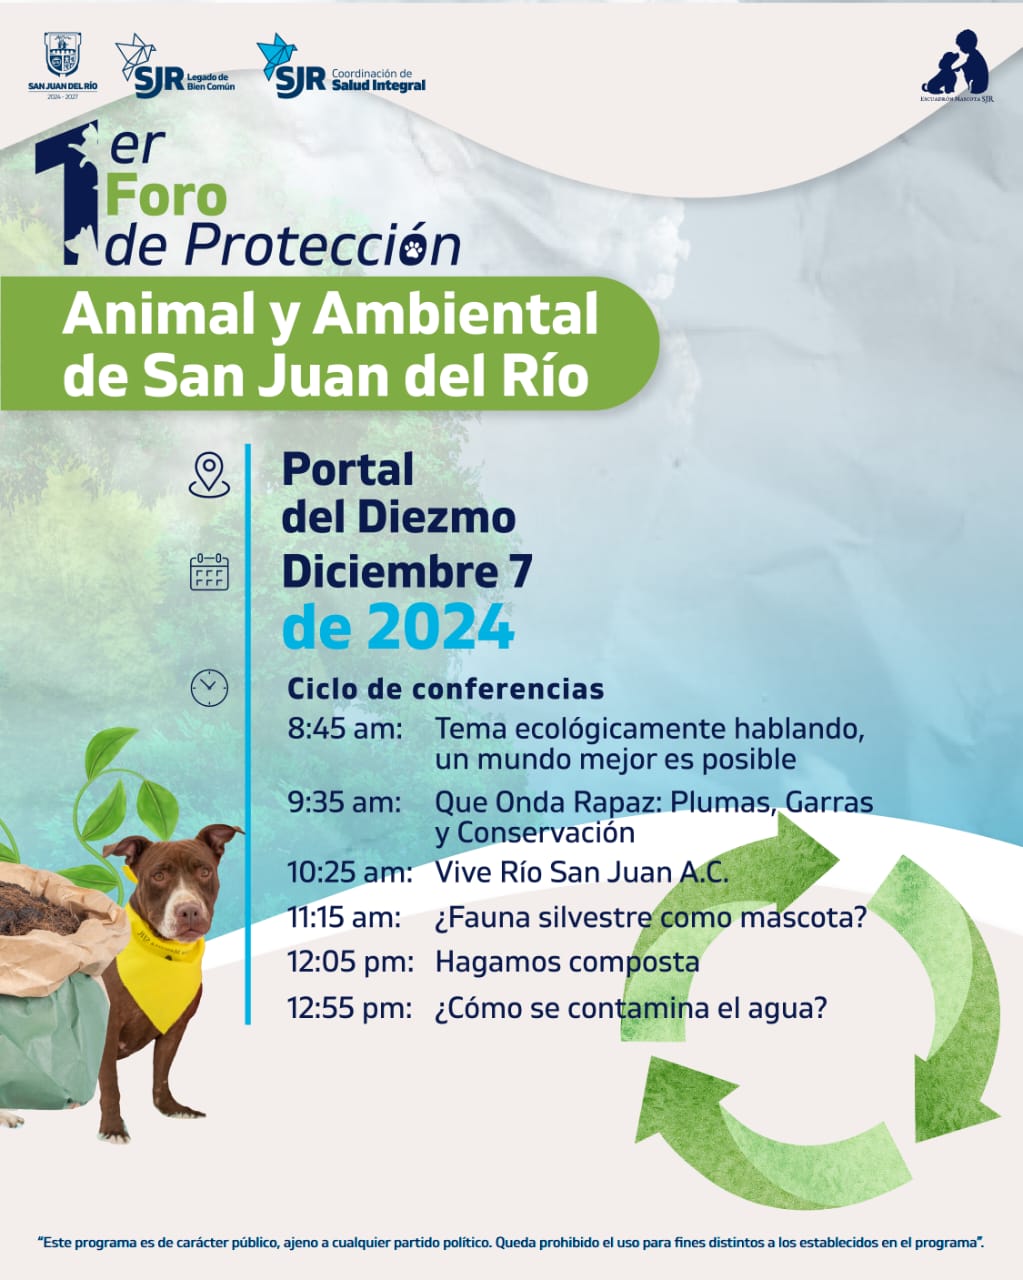 SAN JUAN DEL RÍO
2024 - 2027
SJR Legado de
Bien Común
SJR Coordinación de
Salud Integral
ESCUADRÓN MASCOTA SJR
1er
Foro
de Protección
Animal y Ambiental
de San Juan del Río
Portal
del Diezmo
Diciembre 7
de 2024
Ciclo de conferencias
8:45 am: Tema ecológicamente hablando,
un mundo mejor es posible
9:35 am: Que Onda Rapaz: Plumas, Garras
y Conservación
10:25 am: Vive Río San Juan A.C.
11:15 am: ¿Fauna silvestre como mascota?
12:05 pm: Hagamos composta
12:55 pm: ¿Cómo se contamina el agua?
“Este programa es de carácter público, ajeno a cualquier partido político. Queda prohibido el uso para fines distintos a los establecidos en el programa”.